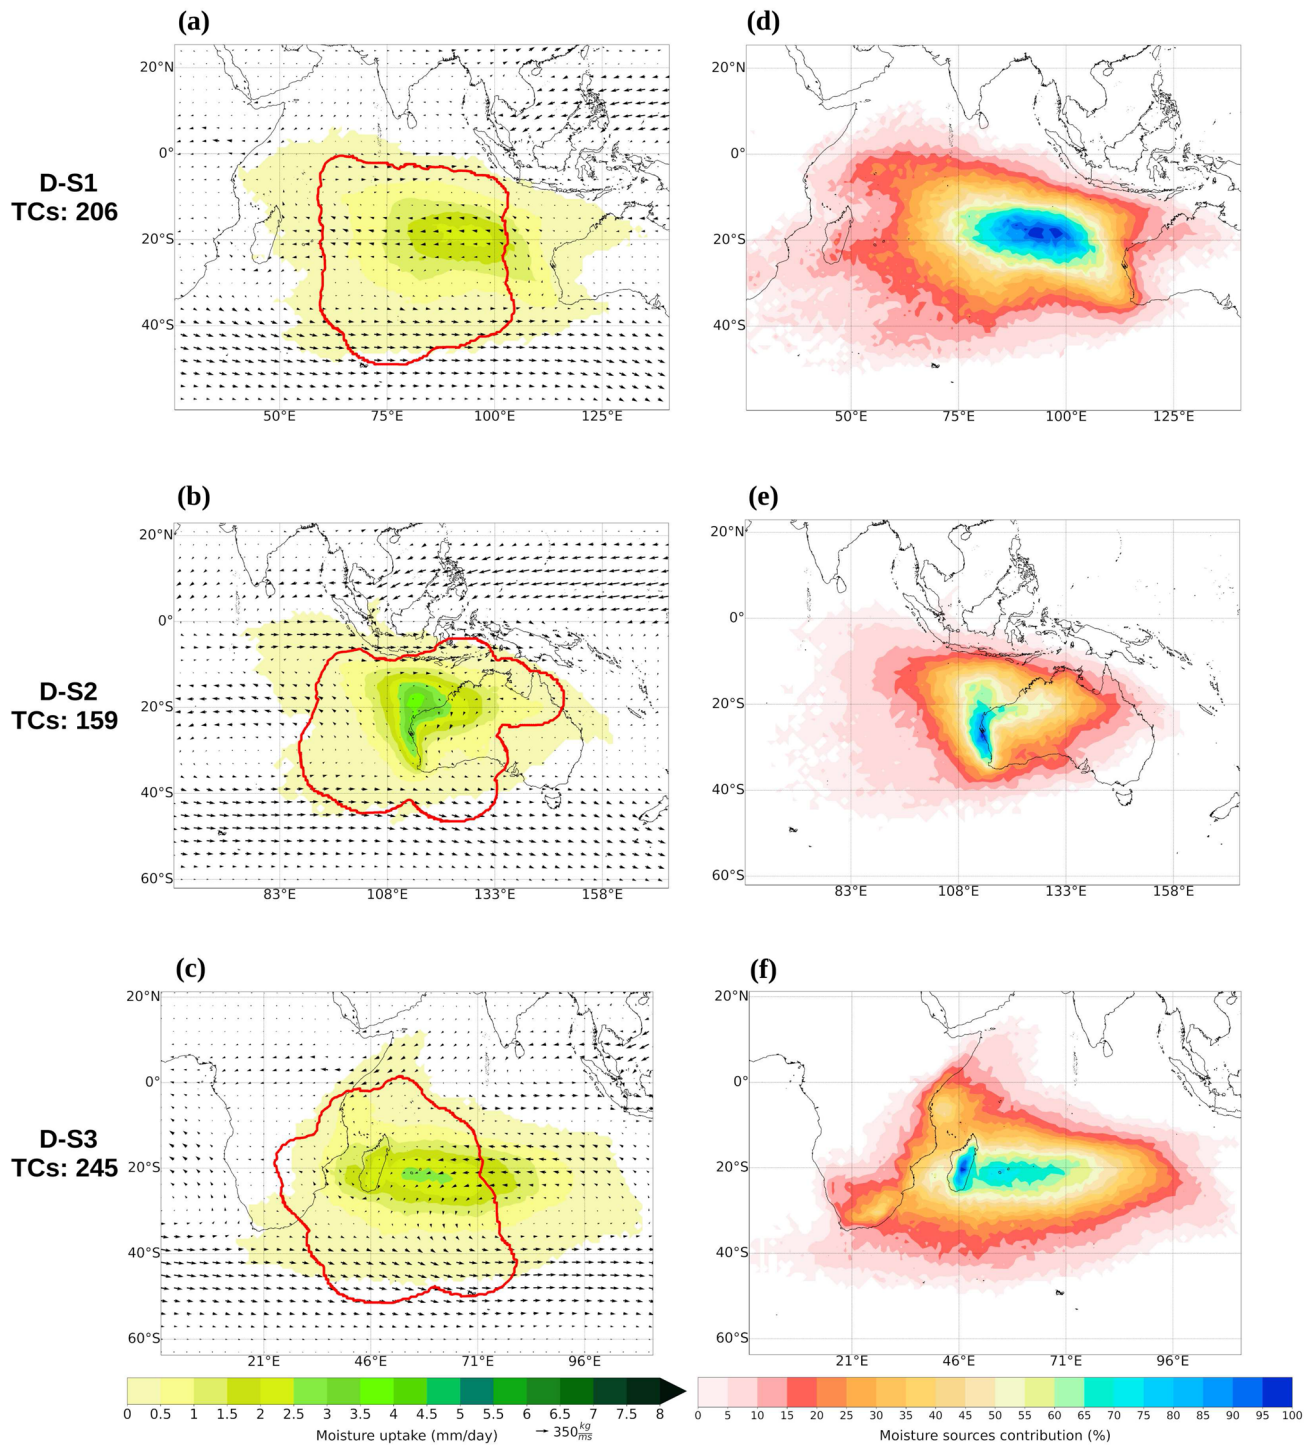 (a)
(d)
20°N
0°
20°S
40°S
50°E
75°E
100°E
125°E
20°N
0°
20°S
40°S
50°E
75°E
100°E
125°E
D-S1
TCs: 206
(b)
(e)
20°N
0°
20°S
40°S
60°S
83°E
108°E
133°E
158°E
20°N
0°
20°S
40°S
60°S
83°E
108°E
133°E
158°E
D-S2
TCs: 159
(c)
(f)
20°N
0°
20°S
40°S
60°S
21°E
46°E
71°E
96°E
20°N
0°
20°S
40°S
60°S
21°E
46°E
71°E
96°E
D-S3
TCs: 245
0 0.5 1 1.5 2 2.5 3 3.5 4 4.5 5 5.5 6 6.5 7 7.5 8
Moisture uptake (mm/day)
350 kg/ms
0 5 10 15 20 25 30 35 40 45 50 55 60 65 70 75 80 85 90 95 100
Moisture sources contribution (%)